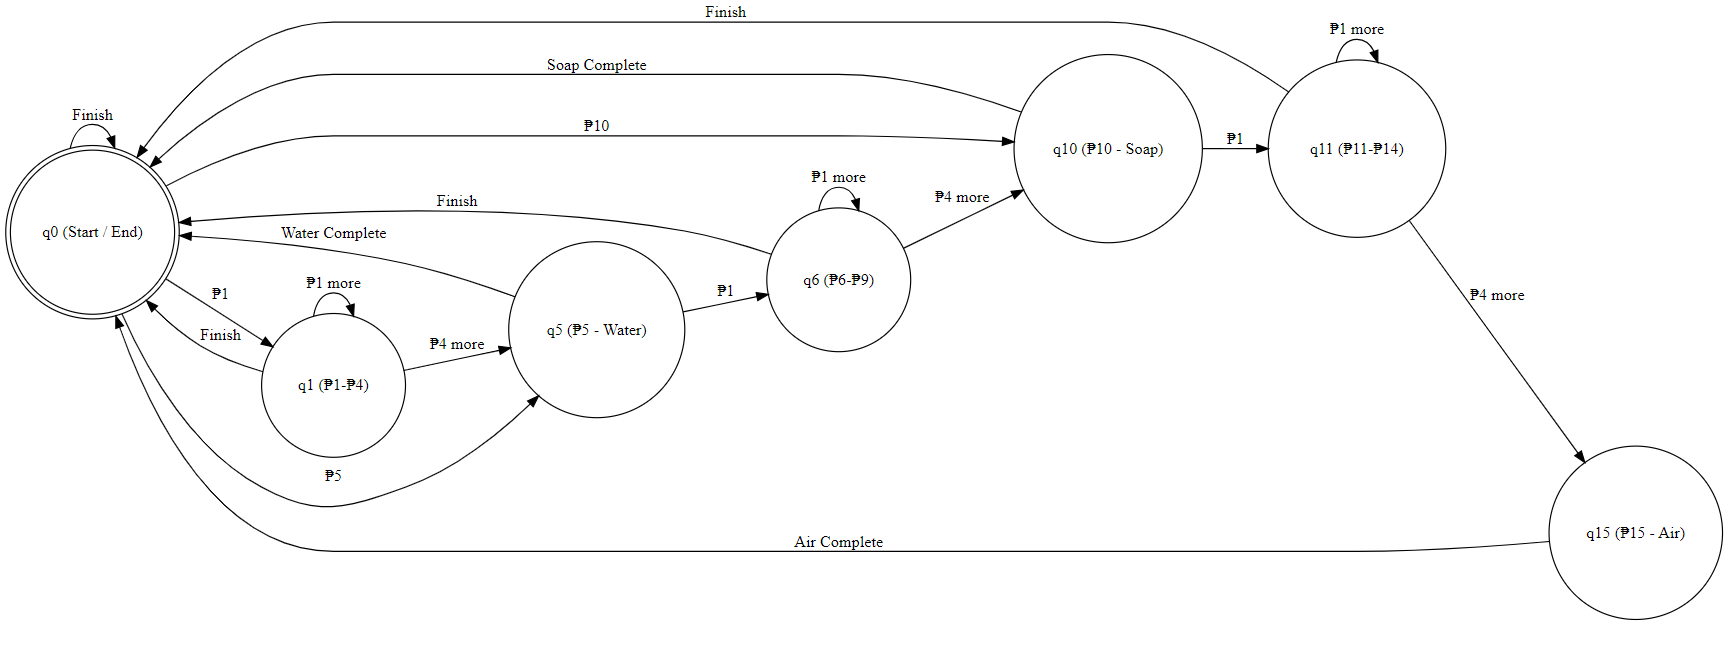 Finish
₱1 more
Soap Complete
Finish
₱10
₱1
q10 (₱10 - Soap)
q11 (₱11-₱14)
₱1 more
₱4 more
Finish
q0 (Start / End)
Water Complete
₱1 more
₱1
₱1
q6 (₱6-₱9)
₱4 more
Finish
₱4 more
q5 (₱5 - Water)
q1 (₱1-₱4)
₱5
Air Complete
q15 (₱15 - Air)